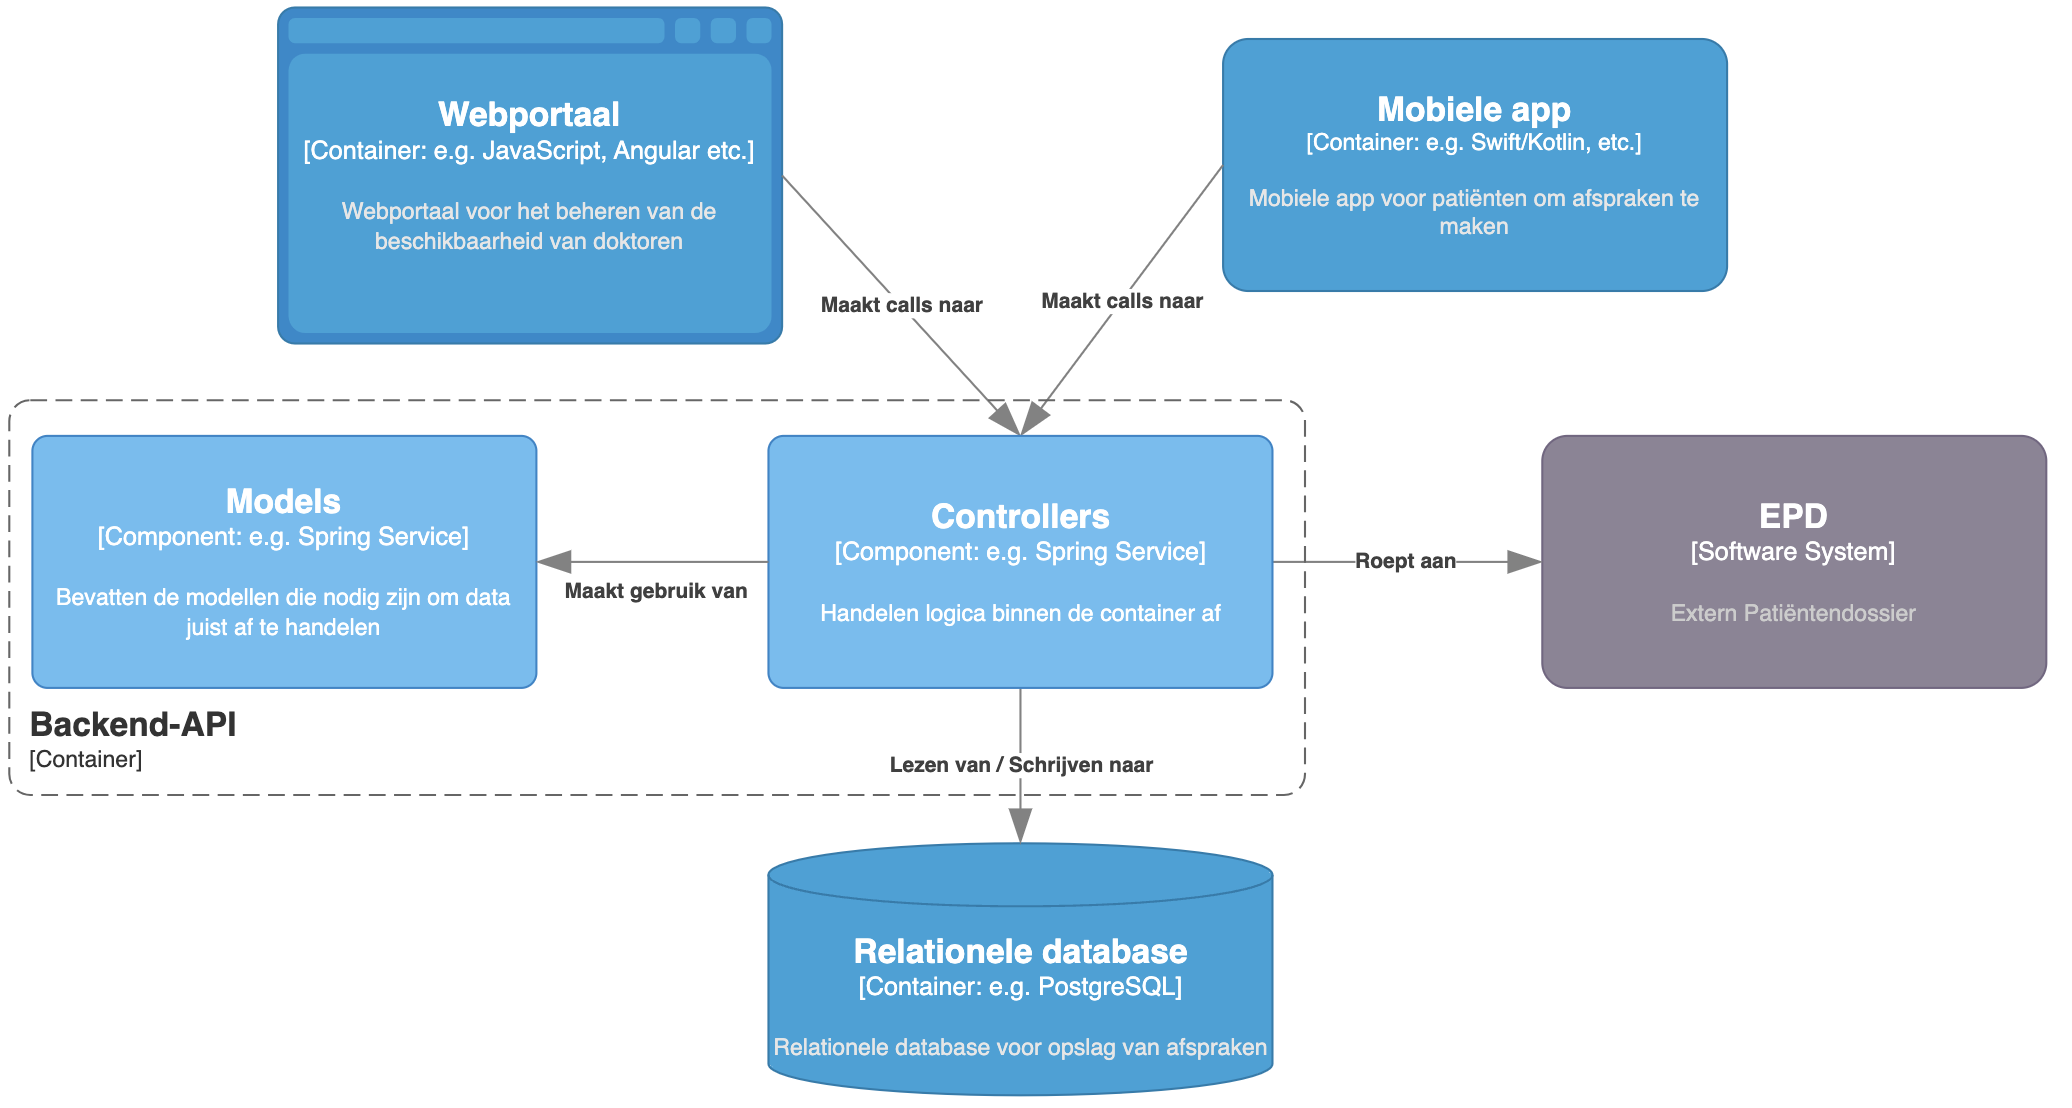 Webportaal
[Container: e.g. JavaScript, Angular etc.]
Webportaal voor het beheren van de
beschikbaarheid van doktoren
Mobiele app
[Container: e.g. Swift/Kotlin, etc.]
Mobiele app voor patiënten om afspraken te
maken
Maakt calls naar
Maakt calls naar
Models
[Component: e.g. Spring Service]
Bevatten de modellen die nodig zijn om data
juist af te handelen
Maakt gebruik van
Controllers
[Component: e.g. Spring Service]
Handelen logica binnen de container af
Roept aan
EPD
[Software System]
Extern Patiëntendossier
Backend-API
[Container]
Lezen van / Schrijven naar
Relationele database
[Container: e.g. PostgreSQL]
Relationele database voor opslag van afspraken